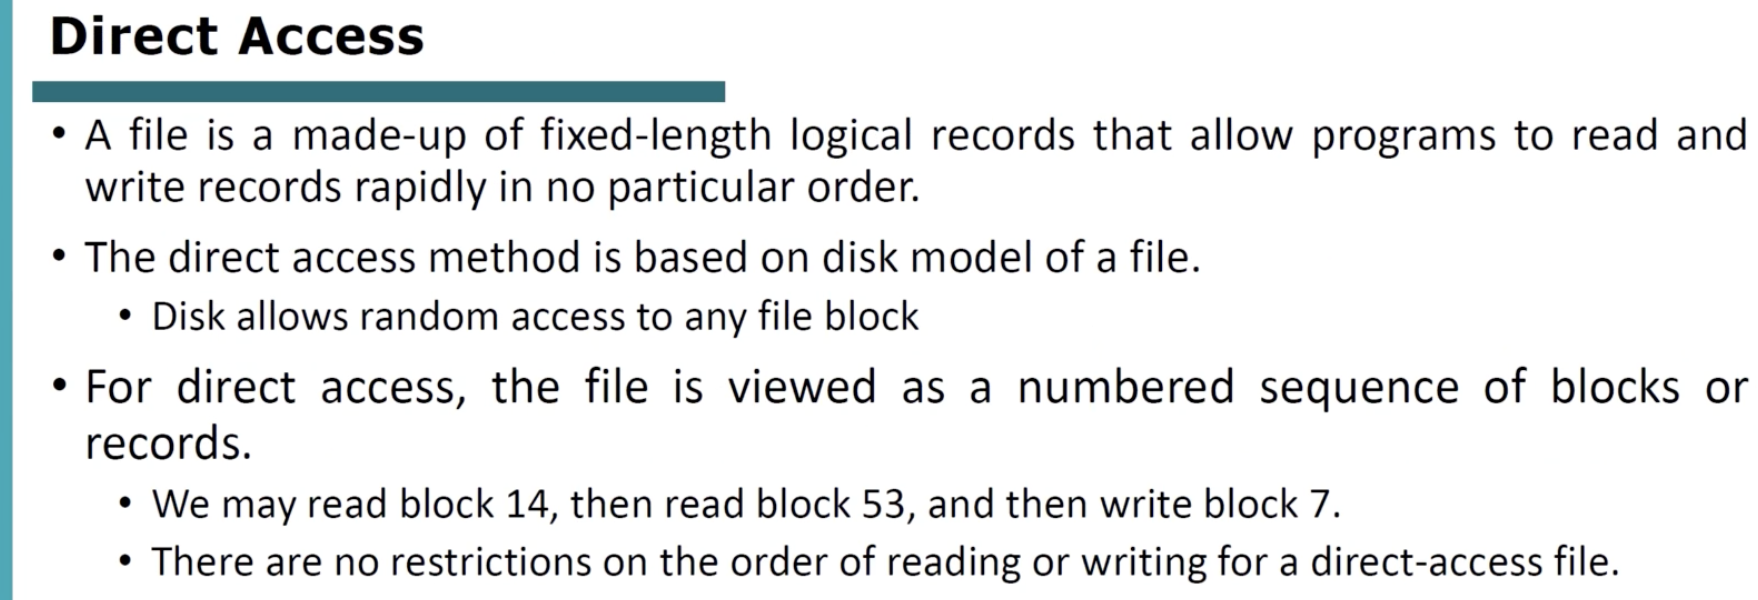 Direct Access
• A file is a made-up of fixed-length logical records that allow programs to read and
write records rapidly in no particular order.
• The direct access method is based on disk model of a file.
• Disk allows random access to any file block
• For direct access, the file is viewed as a numbered sequence of blocks or
records.
• We may read block 14, then read block 53, and then write block 7.
• There are no restrictions on the order of reading or writing for a direct-access file.